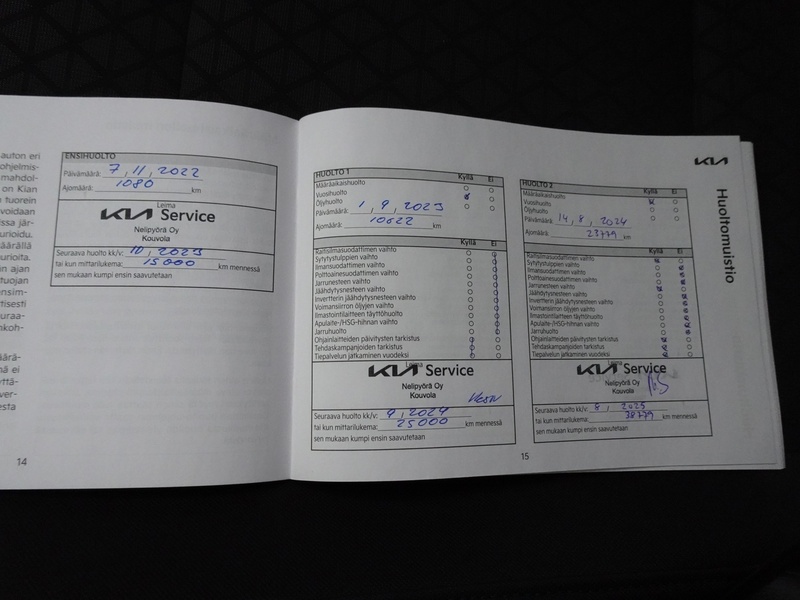 auton eri
ohjelmis-
mahdol-
on Kian
tuorein
voidaan
issa jär-
urioidu.
äärällä
urioita.
in ajan
tuojan
ensim-
tisesti
uraa-
nkoh-
äärä-
nä ei
yttä-
ver-
esta
14
ENSIHUOLTO
Päivämäärä: 7, 11, 2022
Ajomäärä: 1080 km
Leima
KIA Service
Nelipyörä Oy
Kouvola
Seuraava huolto kk/v: 10, 2023
tai kun mittarilukema: 15000 km mennessä
sen mukaan kumpi ensin saavutetaan
HUOLTO 1
Kyllä Ei
Määräaikaishuolto
Vuosihuolto
Öljyhuolto
Päivämäärä: 1, 9, 2023
Ajomäärä: 10622 km
Kyllä Ei
Raitisilmasuodattimen vaihto
Sytytystulppien vaihto
Ilmansuodattimen vaihto
Polttoainesuodattimen vaihto
Jarrunesteen vaihto
Jäähdytysnesteen vaihto
Invertterin jäähdytysnesteen vaihto
Voimansiirron öljyjen vaihto
Ilmastointilaitteen täyttöhuolto
Apulaite-/HSG-hihnan vaihto
Jarruhuolto
Ohjainlaitteiden päivitysten tarkistus
Tehdaskampanjoiden tarkistus
Tiepalvelun jatkaminen vuodeksi
Leima
KIA Service
Nelipyörä Oy
Kouvola
Seuraava huolto kk/v: 9, 2024
tai kun mittarilukema: 25000 km mennessä
sen mukaan kumpi ensin saavutetaan
HUOLTO 2
Kyllä Ei
Määräaikaishuolto
Vuosihuolto
Öljyhuolto
Päivämäärä: 14, 8, 2024
Ajomäärä: 23779 km
Kyllä Ei
Raitisilmasuodattimen vaihto
Sytytystulppien vaihto
Ilmansuodattimen vaihto
Polttoainesuodattimen vaihto
Jarrunesteen vaihto
Jäähdytysnesteen vaihto
Invertterin jäähdytysnesteen vaihto
Voimansiirron öljyjen vaihto
Ilmastointilaitteen täyttöhuolto
Apulaite-/HSG-hihnan vaihto
Jarruhuolto
Ohjainlaitteiden päivitysten tarkistus
Tehdaskampanjoiden tarkistus
Tiepalvelun jatkaminen vuodeksi
Leima
KIA Service
Nelipyörä Oy
Kouvola
Seuraava huolto kk/v: 8, 2025
tai kun mittarilukema: 38779 km mennessä
sen mukaan kumpi ensin saavutetaan
15
KIA
Huoltomuistio